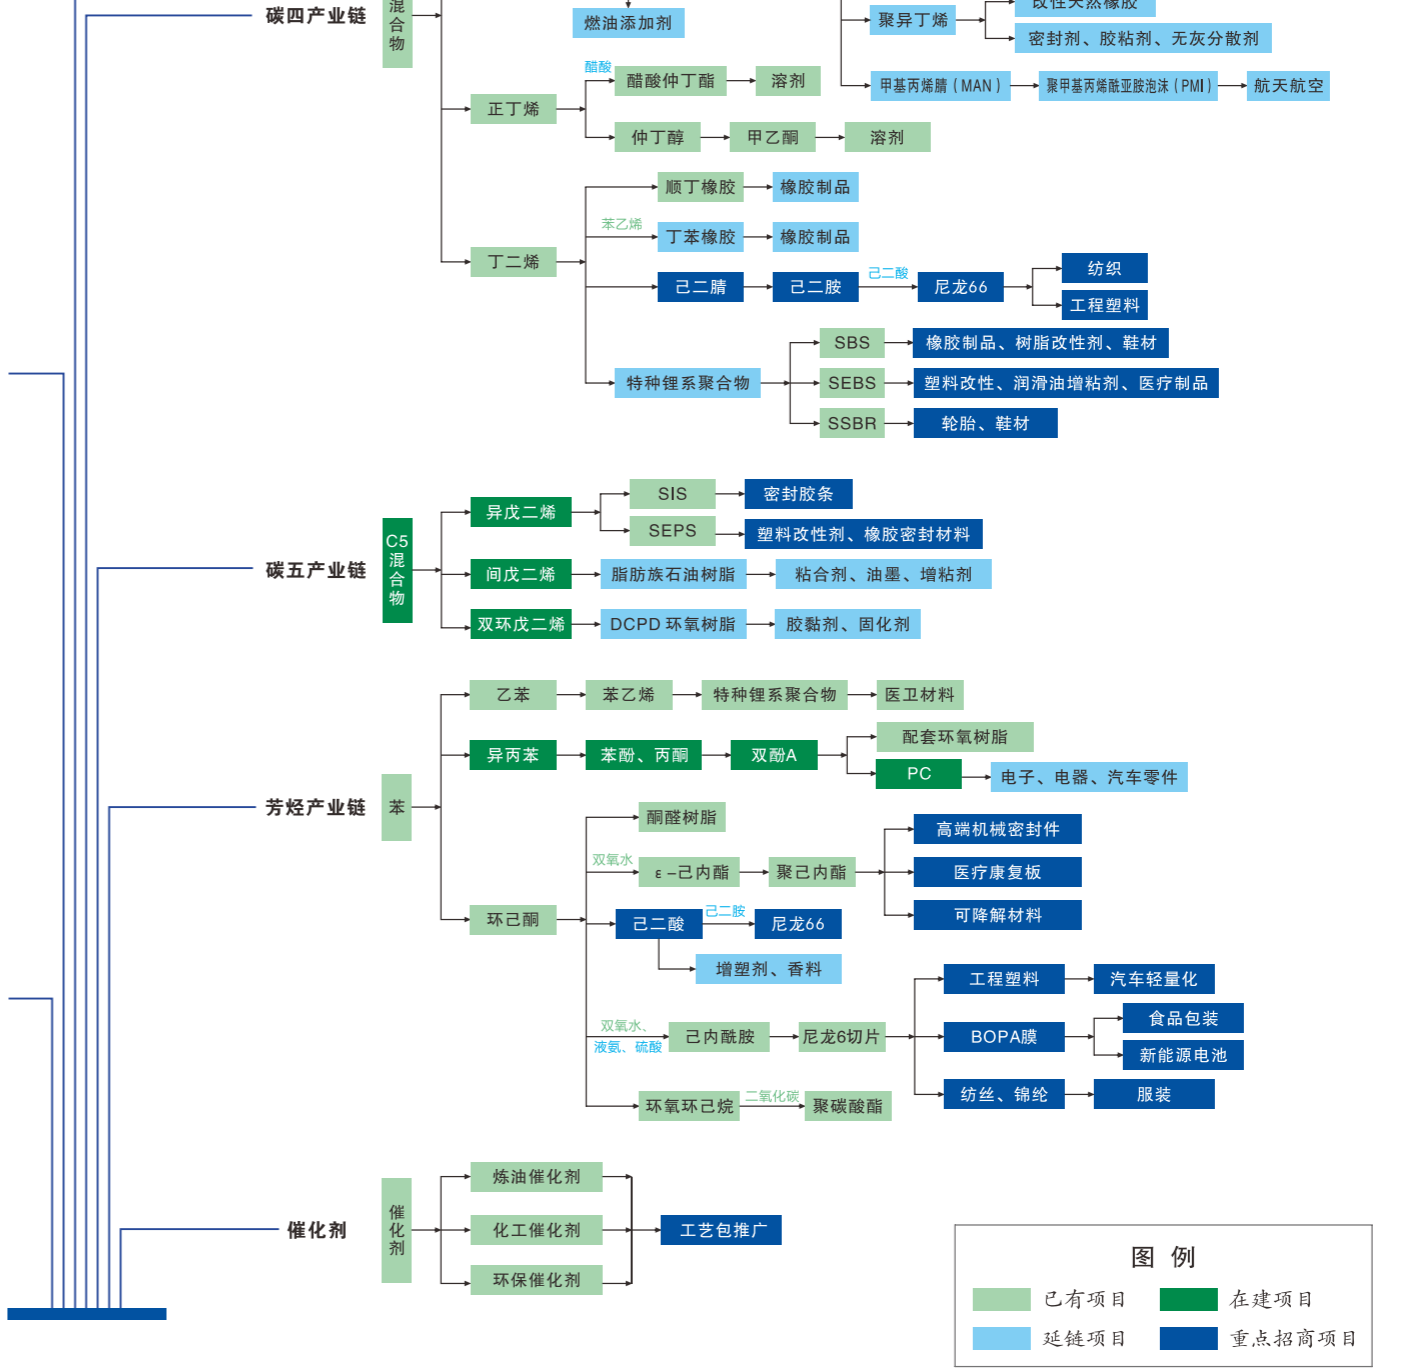 碳四产业链
混合物
燃油添加剂
聚异丁烯
改性天然橡胶
密封剂、胶粘剂、无灰分散剂
甲基丙烯腈(MAN)
聚甲基丙烯酰亚胺泡沫(PMI)
航天航空
正丁烯
醋酸
醋酸仲丁酯
溶剂
仲丁醇
甲乙酮
溶剂
丁二烯
顺丁橡胶
橡胶制品
苯乙烯
丁苯橡胶
橡胶制品
己二腈
己二胺
己二酸
尼龙66
纺织
工程塑料
特种锂系聚合物
SBS
橡胶制品、树脂改性剂、鞋材
SEBS
塑料改性、润滑油增粘剂、医疗制品
SSBR
轮胎、鞋材
碳五产业链
C5混合物
异戊二烯
SIS
密封胶条
SEPS
塑料改性剂、橡胶密封材料
间戊二烯
脂肪族石油树脂
粘合剂、油墨、增粘剂
双环戊二烯
DCPD 环氧树脂
胶黏剂、固化剂
芳烃产业链
苯
乙苯
苯乙烯
特种锂系聚合物
医卫材料
异丙苯
苯酚、丙酮
双酚A
配套环氧树脂
PC
电子、电器、汽车零件
环己酮
酮醛树脂
双氧水
ε–己内酯
聚己内酯
高端机械密封件
医疗康复板
可降解材料
己二酸
己二胺
尼龙66
增塑剂、香料
双氧水、
液氨、硫酸
己内酰胺
尼龙6切片
工程塑料
汽车轻量化
BOPA膜
食品包装
新能源电池
纺丝、锦纶
服装
环氧环己烷
二氧化碳
聚碳酸酯
催化剂
催化剂
炼油催化剂
化工催化剂
环保催化剂
工艺包推广
图 例
已有项目
在建项目
延链项目
重点招商项目